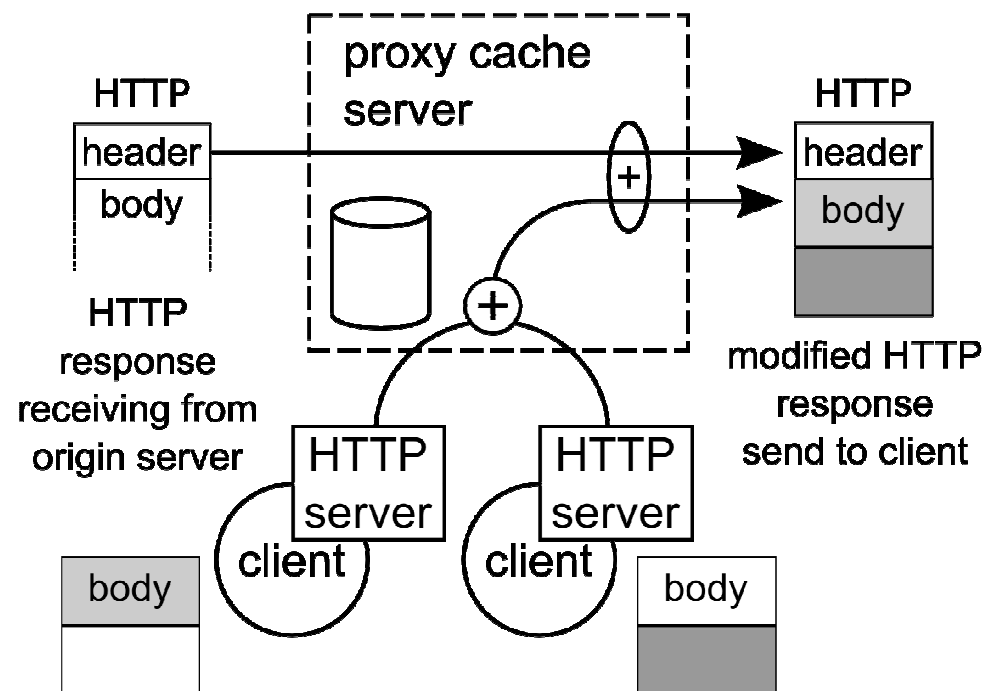 proxy cache
server
HTTP
header
body
HTTP
response
receiving from
origin server
+
+
HTTP
header
body
modified HTTP
response
send to client
HTTP
server
client
HTTP
server
client
body
body